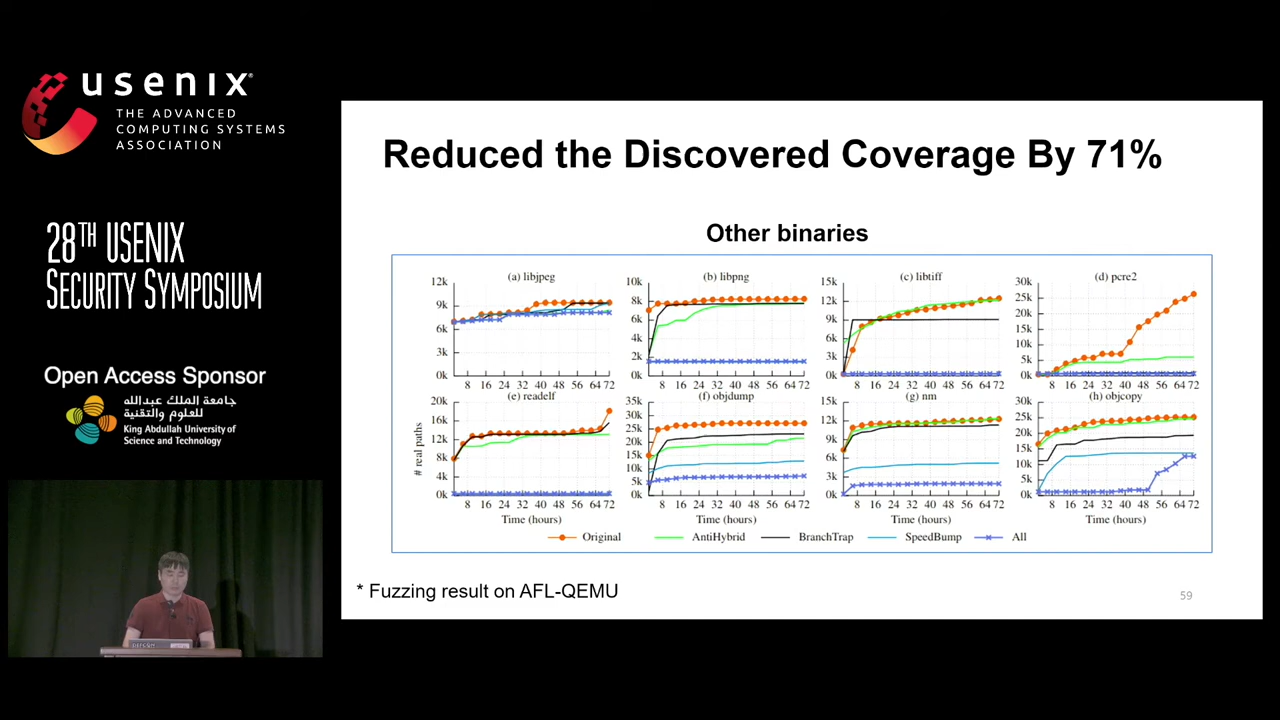 usenix
THE ADVANCED
COMPUTING SYSTEMS
ASSOCIATION
28TH USENIX
SECURITY SYMPOSIUM
Open Access Sponsor
جامعة الملك عبدالله
للعلوم والتقنية
King Abdullah University of
Science and Technology
Reduced the Discovered Coverage By 71%
Other binaries
(a) libjpeg
12k
9k
6k
3k
0k
8 16 24 32 40 48 56 64 72
(b) libpng
10k
8k
6k
4k
2k
0k
8 16 24 32 40 48 56 64 72
(c) libtiff
15k
12k
9k
6k
3k
0k
8 16 24 32 40 48 56 64 72
(d) pcre2
30k
25k
20k
15k
10k
5k
0k
8 16 24 32 40 48 56 64 72
# real paths
(e) readelf
20k
16k
12k
8k
4k
0k
8 16 24 32 40 48 56 64 72
Time (hours)
(f) objdump
35k
30k
25k
20k
15k
10k
5k
0k
8 16 24 32 40 48 56 64 72
Time (hours)
(g) nm
15k
12k
9k
6k
3k
0k
8 16 24 32 40 48 56 64 72
Time (hours)
(h) objcopy
30k
25k
20k
15k
10k
5k
0k
8 16 24 32 40 48 56 64 72
Time (hours)
Original AntiHybrid BranchTrap SpeedBump All
* Fuzzing result on AFL-QEMU
59